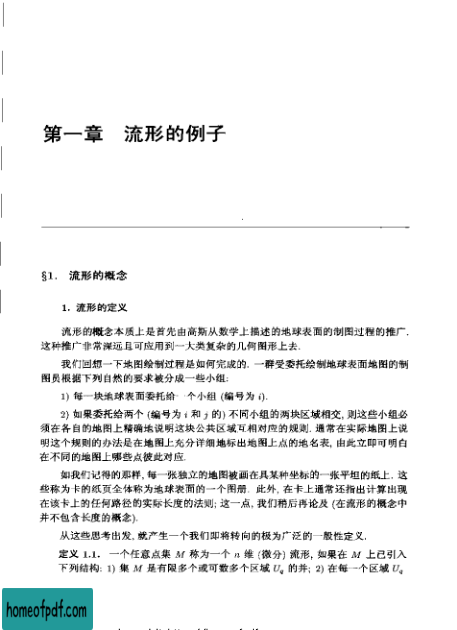 第一章 流形的例子
§1. 流形的概念
1. 流形的定义
流形的概念本质上是首先由高斯从数学上描述的地球表面的制图过程的推广.
这种推广非常深远且可应用到一大类复杂的几何图形上去.
我们回想一下地图绘制过程是如何完成的. 一群受委托绘制地球表面地图的制
图员根据下列自然的要求被分成一些小组:
1) 每一块地球表面委托给一个小组 (编号为 i).
2) 如果委托给两个 (编号为 i 和 j 的) 不同小组的两块区域相交, 则这些小组必
须在各自的地图上精确地说明这块公共区域互相对应的规则. 通常在实际地图上说
明这个规则的办法是在地图上充分详细地标出地图上点的地名表, 由此立即可明白
在不同的地图上哪些点彼此对应.
如我们记得的那样, 每一张独立的地图被画在具某种坐标的一张平坦的纸上. 这
些称为卡的纸页全体称为地球表面的一个图册. 此外, 在卡上通常还指出计算出现
在该卡上的任何路径的实际长度的法则; 这一点, 我们稍后再论及 (在流形的概念中
并不包含长度的概念).
从这些思考出发, 就产生一个我们即将转向的极为广泛的一般性定义.
定义 1.1. 一个任意点集 M 称为一个 n 维 (微分) 流形, 如果在 M 上已引入
下列结构: 1) 集 M 是有限多个或可数多个区域 U_q 的并; 2) 在每一个区域 U_q
homeofpdf.com